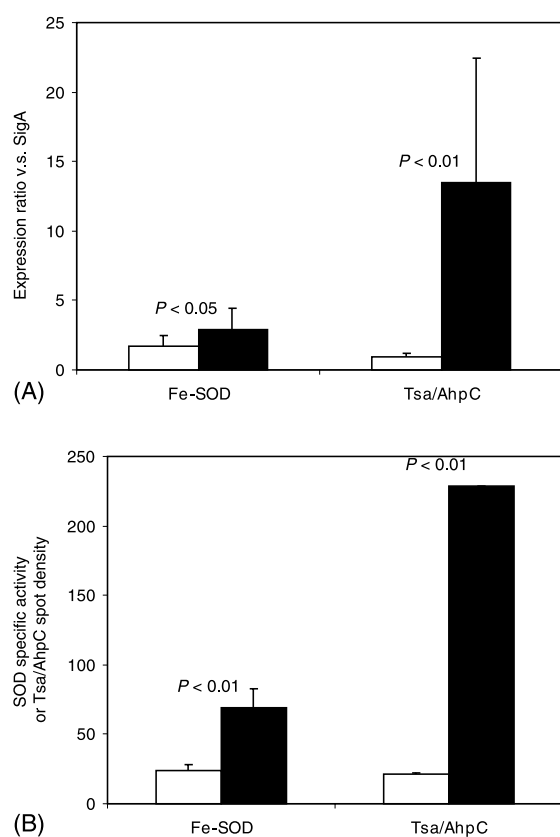 25
20
15
10
5
0
Expression ratio v.s. SigA
P < 0.01
P < 0.05
Fe-SOD Tsa/AhpC
(A)
250
200
150
100
50
0
SOD specific activity
or Tsa/AhpC spot density
P < 0.01
P < 0.01
Fe-SOD Tsa/AhpC
(B)